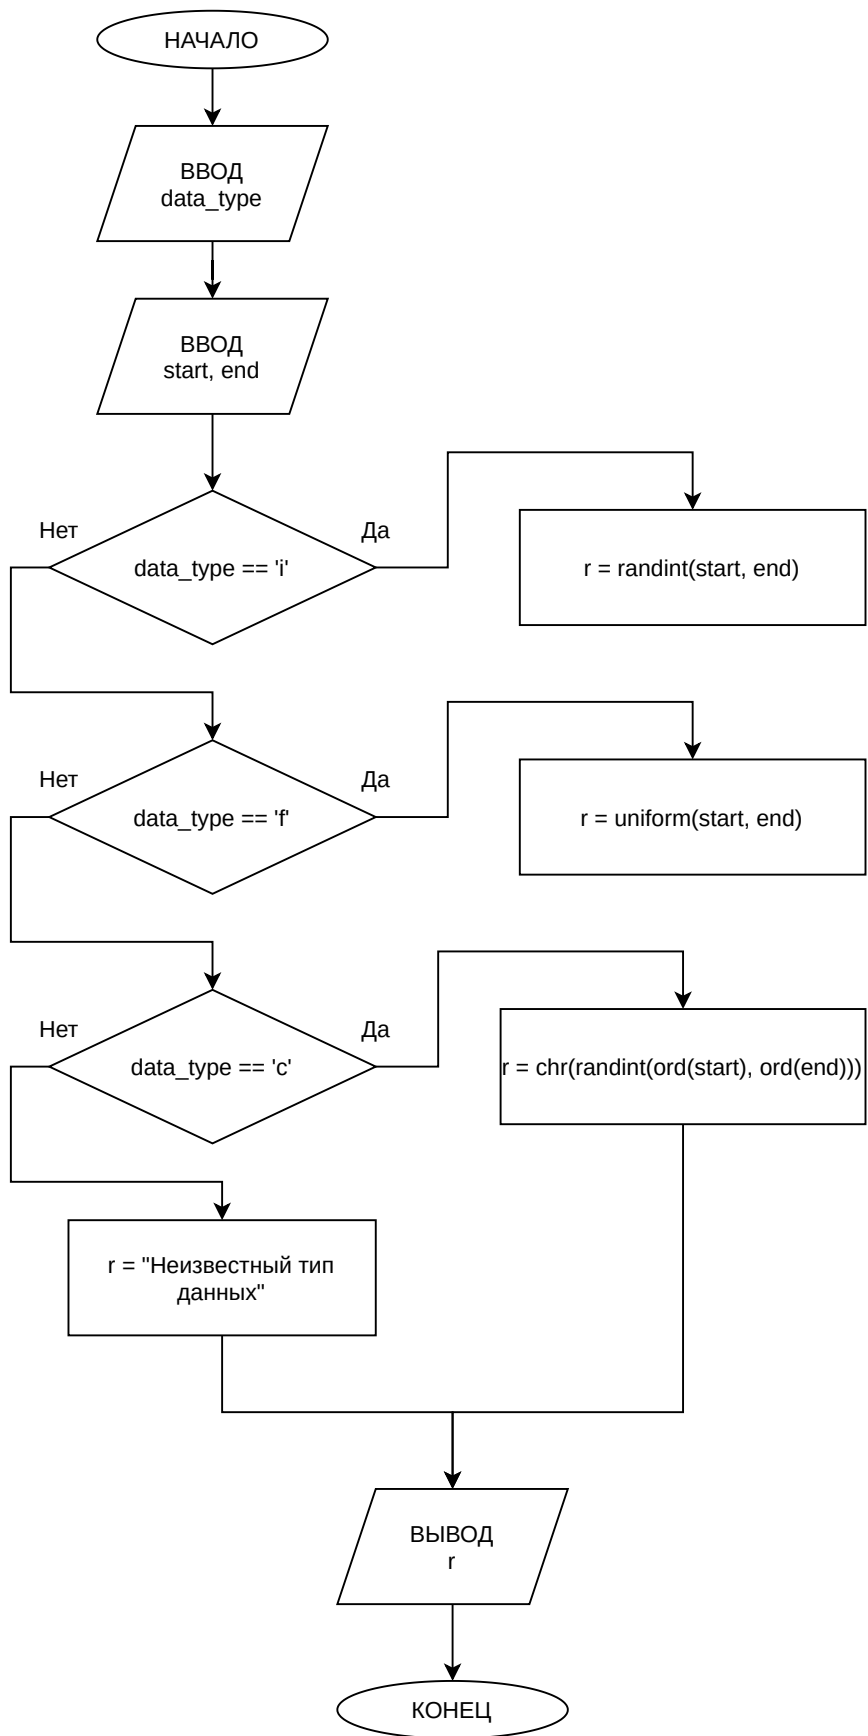 НАЧАЛО
ВВОД
data_type
ВВОД
start, end
Нет
Да
data_type == 'i'
r = randint(start, end)
Нет
Да
data_type == 'f'
r = uniform(start, end)
Нет
Да
data_type == 'c'
r = chr(randint(ord(start), ord(end)))
r = "Неизвестный тип
данных"
ВЫВОД
r
КОНЕЦ